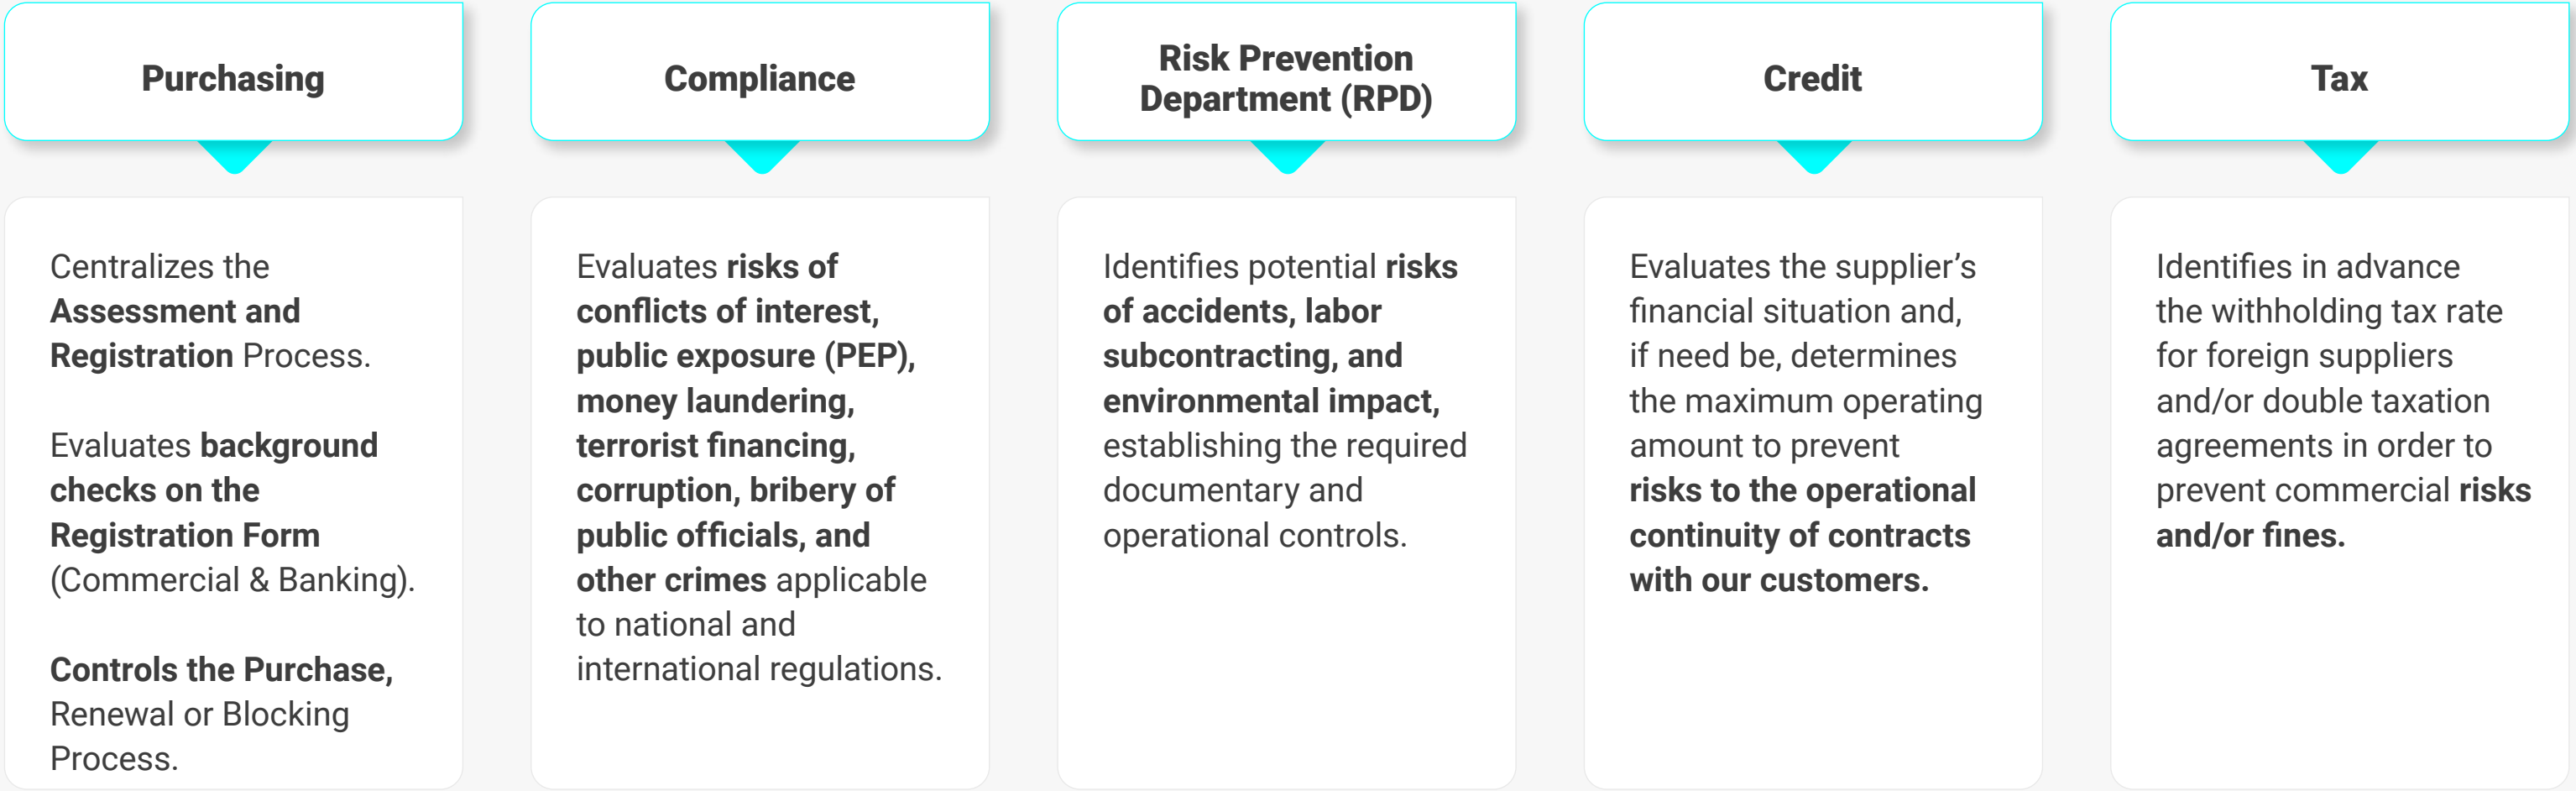 Purchasing
Centralizes the
Assessment and
Registration Process.
Evaluates background
checks on the
Registration Form
(Commercial & Banking).
Controls the Purchase,
Renewal or Blocking
Process.
Compliance
Evaluates risks of
conflicts of interest,
public exposure (PEP),
money laundering,
terrorist financing,
corruption, bribery of
public officials, and
other crimes applicable
to national and
international regulations.
Risk Prevention
Department (RPD)
Identifies potential risks
of accidents, labor
subcontracting, and
environmental impact,
establishing the required
documentary and
operational controls.
Credit
Evaluates the supplier’s
financial situation and,
if need be, determines
the maximum operating
amount to prevent
risks to the operational
continuity of contracts
with our customers.
Tax
Identifies in advance
the withholding tax rate
for foreign suppliers
and/or double taxation
agreements in order to
prevent commercial risks
and/or fines.